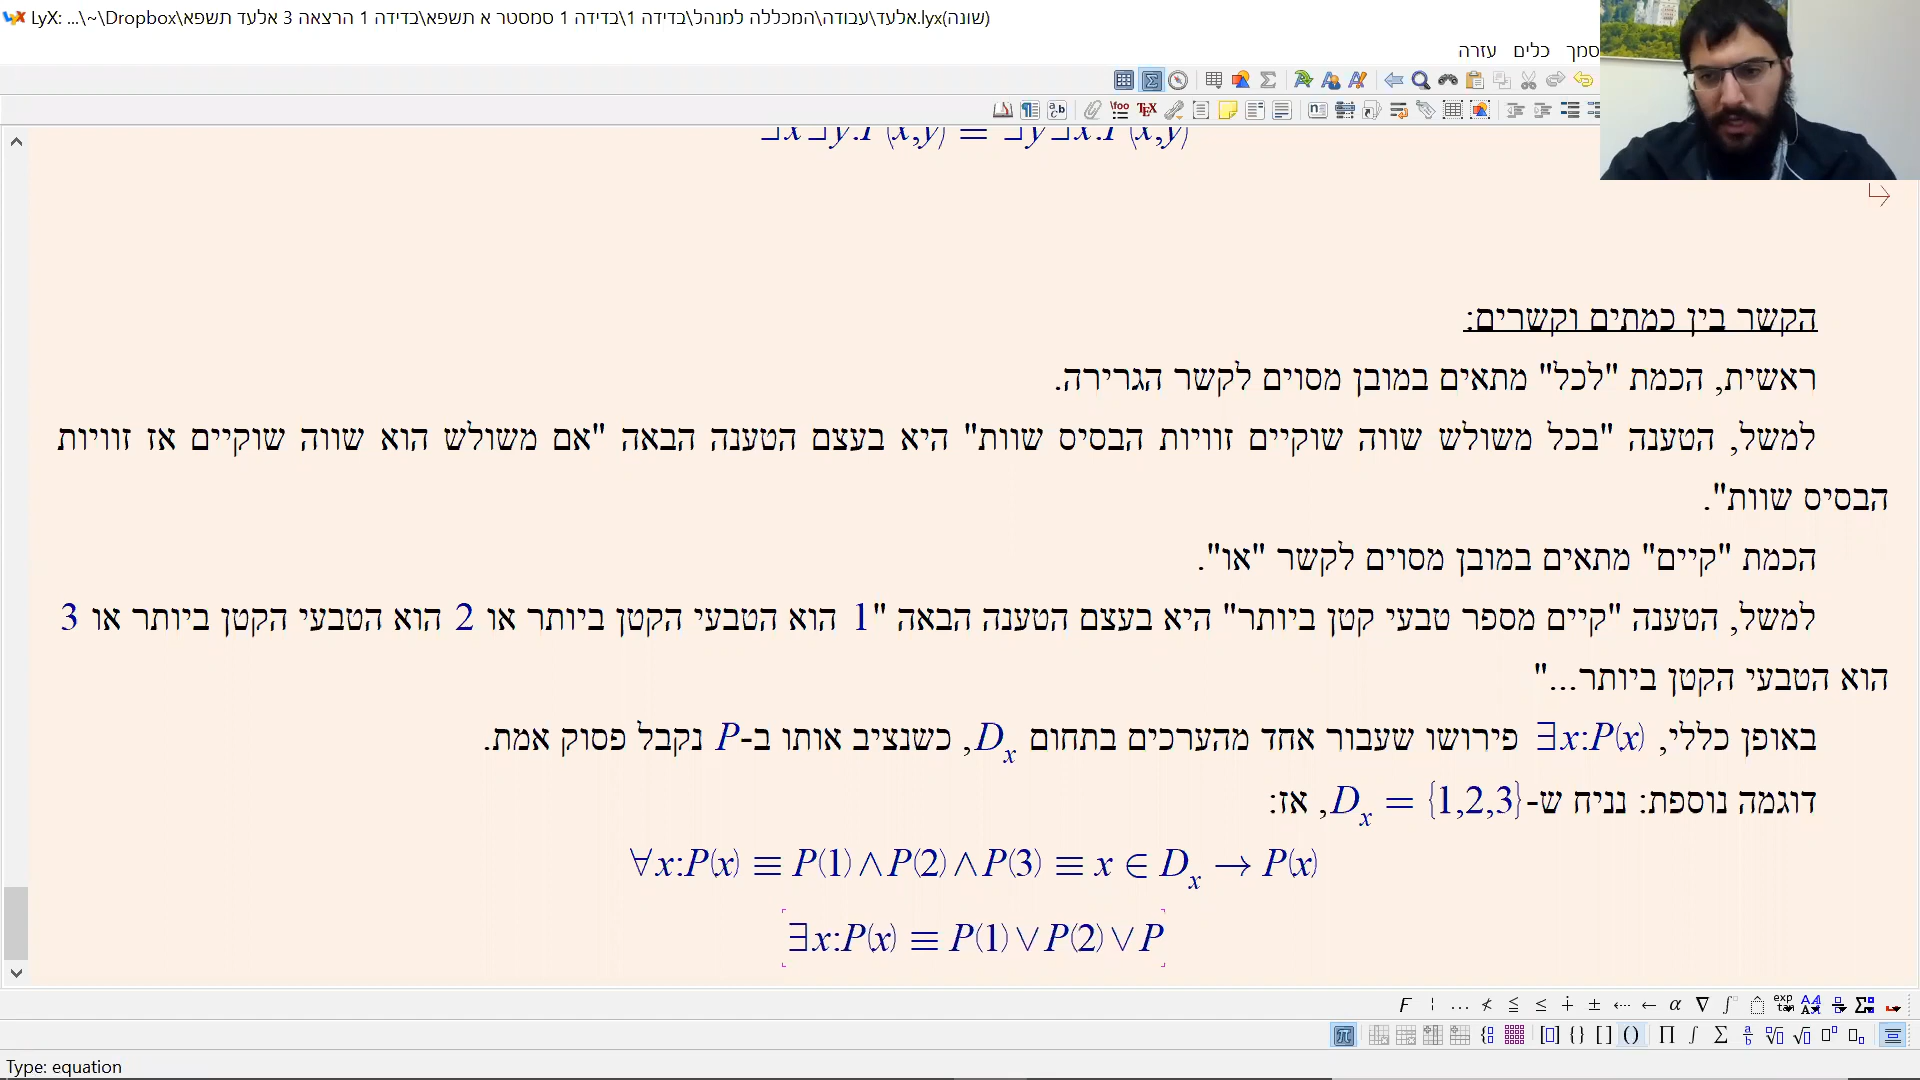 LyX: ...\~\Dropbox\אלעד\עבודה\המכללה למנהל\בדידה 1\בדידה 1 סמסטר א תשפא\בדידה 1 הרצאה 3 אלעד תשפא.lyx(שונה)
סמך כלים עזרה
∃x∃y:P(x,y) ≡ ∃y∃x:P(x,y)
הקשר בין כמתים וקשרים:
ראשית, הכמת "לכל" מתאים במובן מסוים לקשר הגרירה.
למשל, הטענה "בכל משולש שווה שוקיים זוויות הבסיס שוות" היא בעצם הטענה הבאה "אם משולש הוא שווה שוקיים אז זוויות
הבסיס שוות".
הכמת "קיים" מתאים במובן מסוים לקשר "או".
למשל, הטענה "קיים מספר טבעי קטן ביותר" היא בעצם הטענה הבאה "1 הוא הטבעי הקטן ביותר או 2 הוא הטבעי הקטן ביותר או 3
הוא הטבעי הקטן ביותר..."
באופן כללי, ∃x:P(x) פירושו שעבור אחד מהערכים בתחום D_x, כשנציב אותו ב-P נקבל פסוק אמת.
דוגמה נוספת: נניח ש-D_x = {1,2,3}, אז:
∀x:P(x) ≡ P(1)∧P(2)∧P(3) ≡ x ∈ D_x → P(x)
∃x:P(x) ≡ P(1)∨P(2)∨P
Type: equation